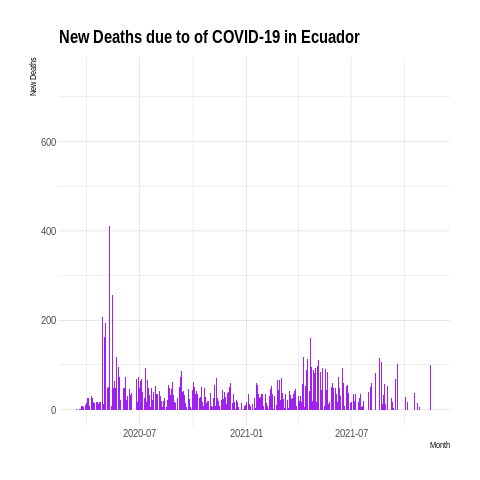 New Deaths due to of COVID-19 in Ecuador
New Deaths
600
400
200
0
2020-07
2021-01
2021-07
Month